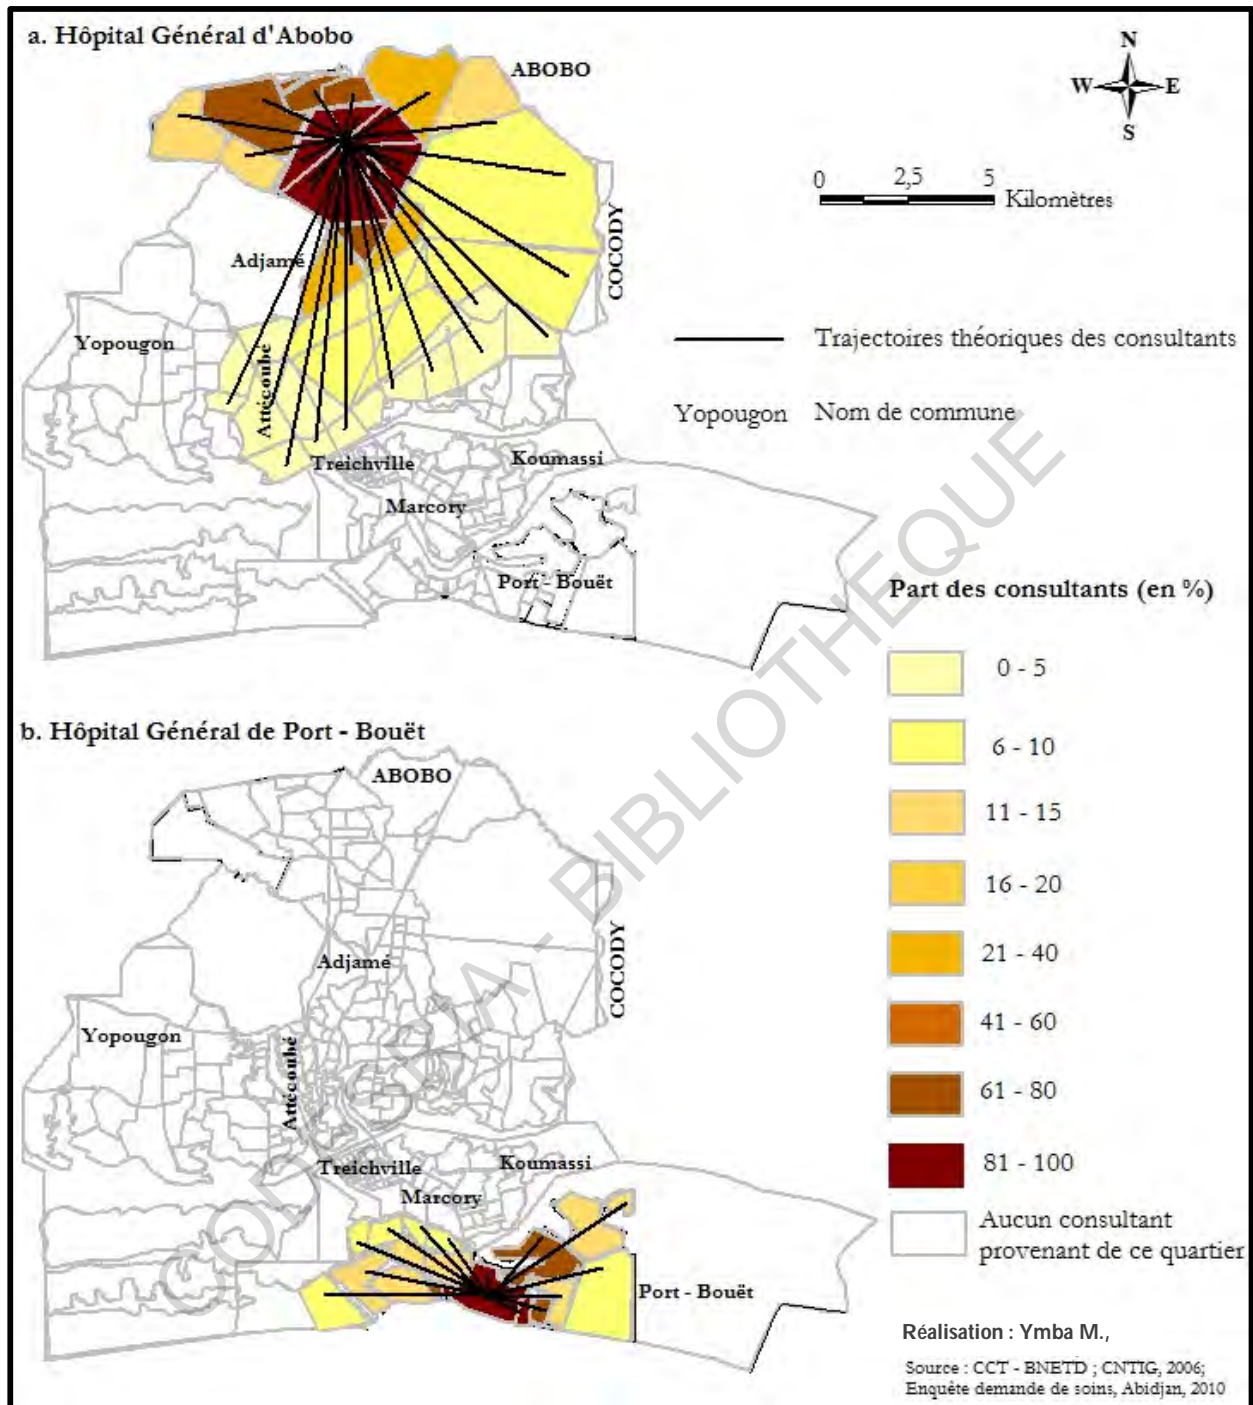 a. Hôpital Général d'Abobo
ABOBO
N
W
E
S
0
2,5
5
Kilomètres
COCODY
Adjamé
Yopougon
Attécoubé
Trajectoires théoriques des consultants
Yopougon
Nom de commune
Treichville
Koumassi
Marcory
Port - Bouët
Part des consultants (en %)
0 - 5
6 - 10
11 - 15
16 - 20
21 - 40
41 - 60
61 - 80
81 - 100
Aucun consultant
provenant de ce quartier
b. Hôpital Général de Port - Bouët
ABOBO
COCODY
Adjamé
Yopougon
Attécoubé
Treichville
Koumassi
Marcory
Port - Bouët
Réalisation : Ymba M.,
Source : CCT - BNETD ; CNTIG, 2006;
Enquête demande de soins, Abidjan, 2010
BIBLIOTHEQUE